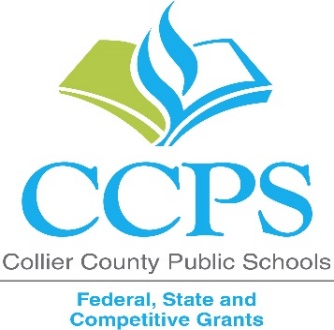 CCPS
Collier County Public Schools
Federal, State and
Competitive Grants